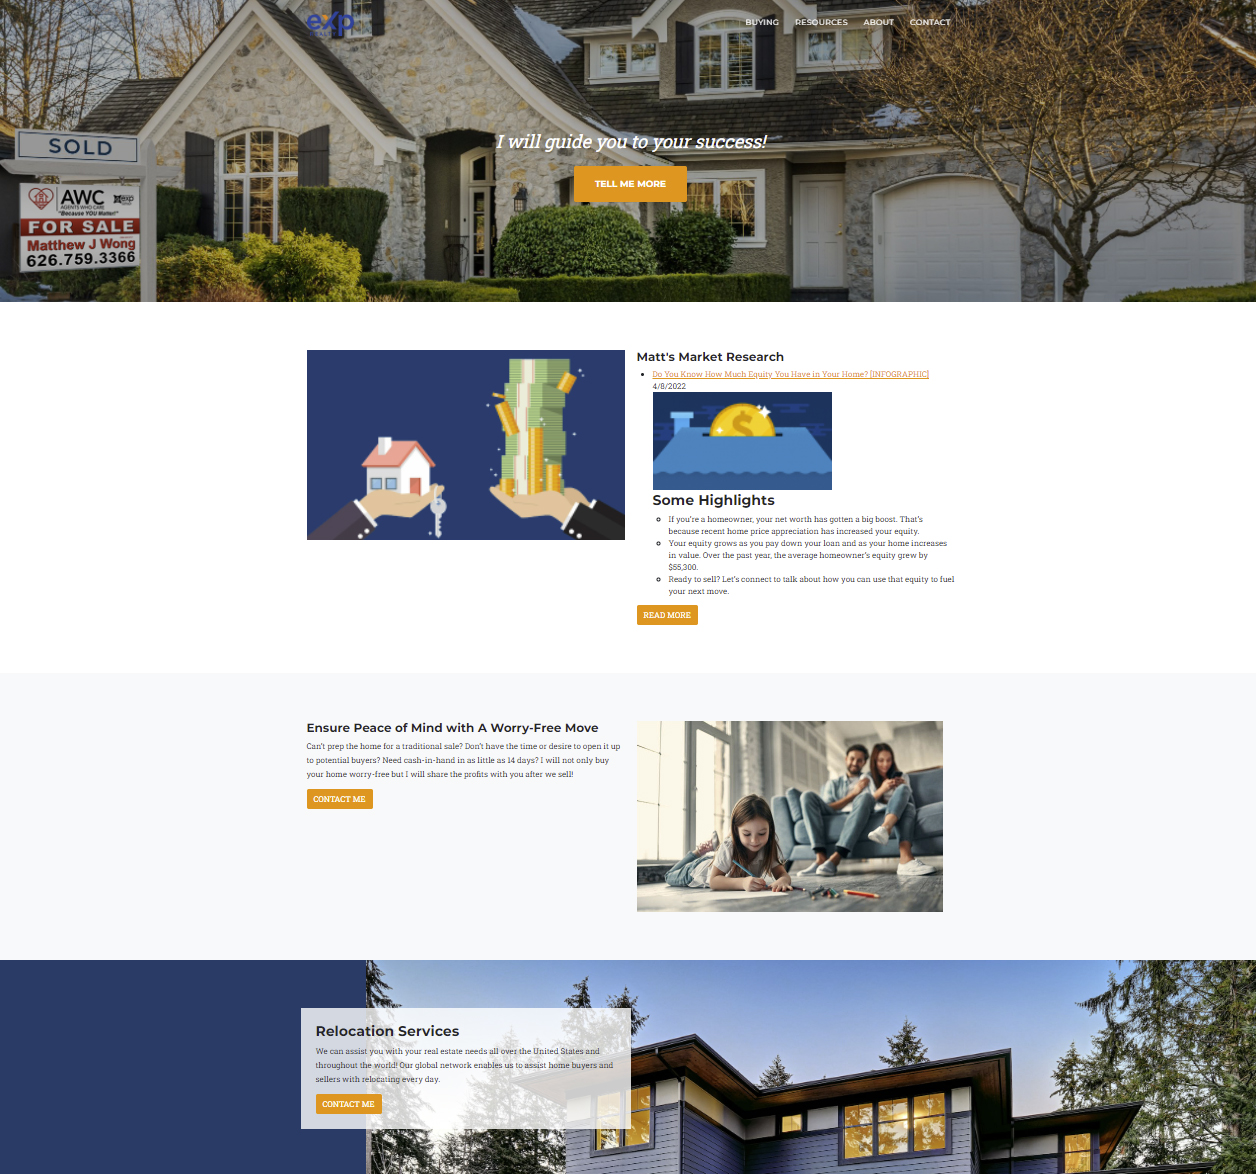 eXp
BUYING RESOURCES ABOUT CONTACT
I will guide you to your success!
TELL ME MORE
SOLD
AWC
AGENTS WHO CARE
exp
"Because YOU Matter!"
FOR SALE
Matthew J Wong
626.759.3366
Matt's Market Research
Do You Know How Much Equity You Have in Your Home? [INFOGRAPHIC]
4/8/2022
$
Some Highlights
If you're a homeowner, your net worth has gotten a big boost. That's
because recent home price appreciation has increased your equity.
Your equity grows as you pay down your loan and as your home increases
in value. Over the past year, the average homeowner's equity grew by
$55,300.
Ready to sell? Let's connect to talk about how you can use that equity to fuel
your next move.
READ MORE
Ensure Peace of Mind with A Worry-Free Move
Can't prep the home for a traditional sale? Don't have the time or desire to open it up
to potential buyers? Need cash-in-hand in as little as 14 days? I will not only buy
your home worry-free but I will share the profits with you after we sell!
CONTACT ME
Relocation Services
We can assist you with your real estate needs all over the United States and
throughout the world! Our global network enables us to assist home buyers and
sellers with relocating every day.
CONTACT ME